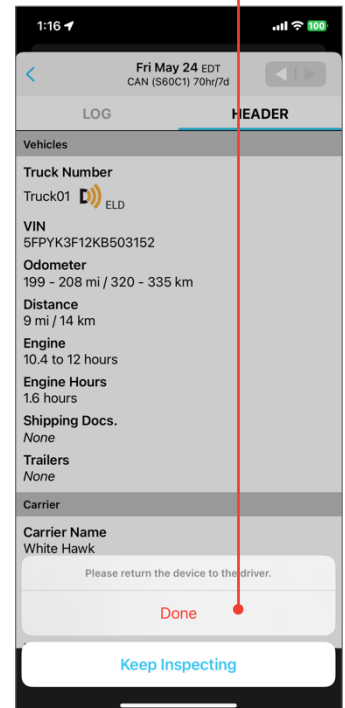 1:16
100
Fri May 24 EDT
CAN (S60C1) 70hr/7d
LOG
HEADER
Vehicles
Truck Number
Truck01 D ELD
VIN
5FPYK3F12KB503152
Odometer
199 - 208 mi / 320 - 335 km
Distance
9 mi / 14 km
Engine
10.4 to 12 hours
Engine Hours
1.6 hours
Shipping Docs.
None
Trailers
None
Carrier
Carrier Name
White Hawk
Please return the device to the driver.
Done
Keep Inspecting